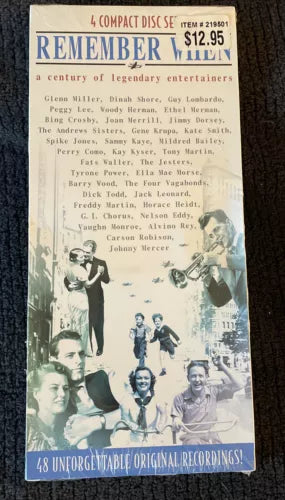 4 COMPACT DISC SE
ITEM # 219501
$12.95
REMEMBER WHEN
a century of legendary entertainers
Glenn Miller, Dinah Shore, Guy Lombardo,
Peggy Lee, Woody Herman, Ethel Merman,
Bing Crosby, Joan Merrill, Jimmy Dorsey,
The Andrews Sisters, Gene Krupa, Kate Smith,
Spike Jones, Sammy Kaye, Mildred Bailey,
Perry Como, Kay Kyser, Tony Martin,
Fats Waller, The Jesters,
Tyrone Power, Ella Mae Morse,
Barry Wood, The Four Vagabonds,
Dick Todd, Jack Leonard,
Freddy Martin, Horace Heidt,
G. I. Chorus, Nelson Eddy,
Vaughn Monroe, Alvino Rey,
Carson Robison,
Johnny Mercer
48 UNFORGETTABLE ORIGINAL RECORDINGS!